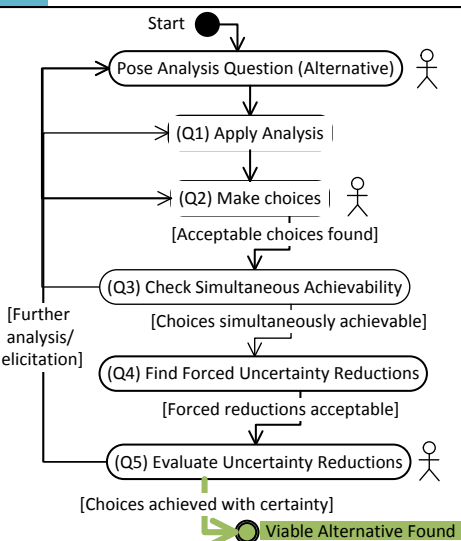 Start
Pose Analysis Question (Alternative)
(Q1) Apply Analysis
(Q2) Make choices
[Acceptable choices found]
(Q3) Check Simultaneous Achievability
[Further
analysis/
elicitation]
[Choices simultaneously achievable]
(Q4) Find Forced Uncertainty Reductions
[Forced reductions acceptable]
(Q5) Evaluate Uncertainty Reductions
[Choices achieved with certainty]
Viable Alternative Found